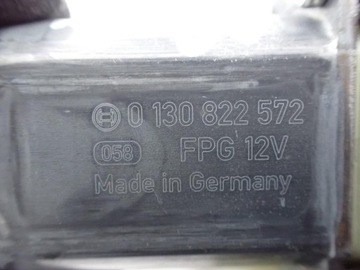 0 130 822 572
058 FPG 12V
Made in Germany